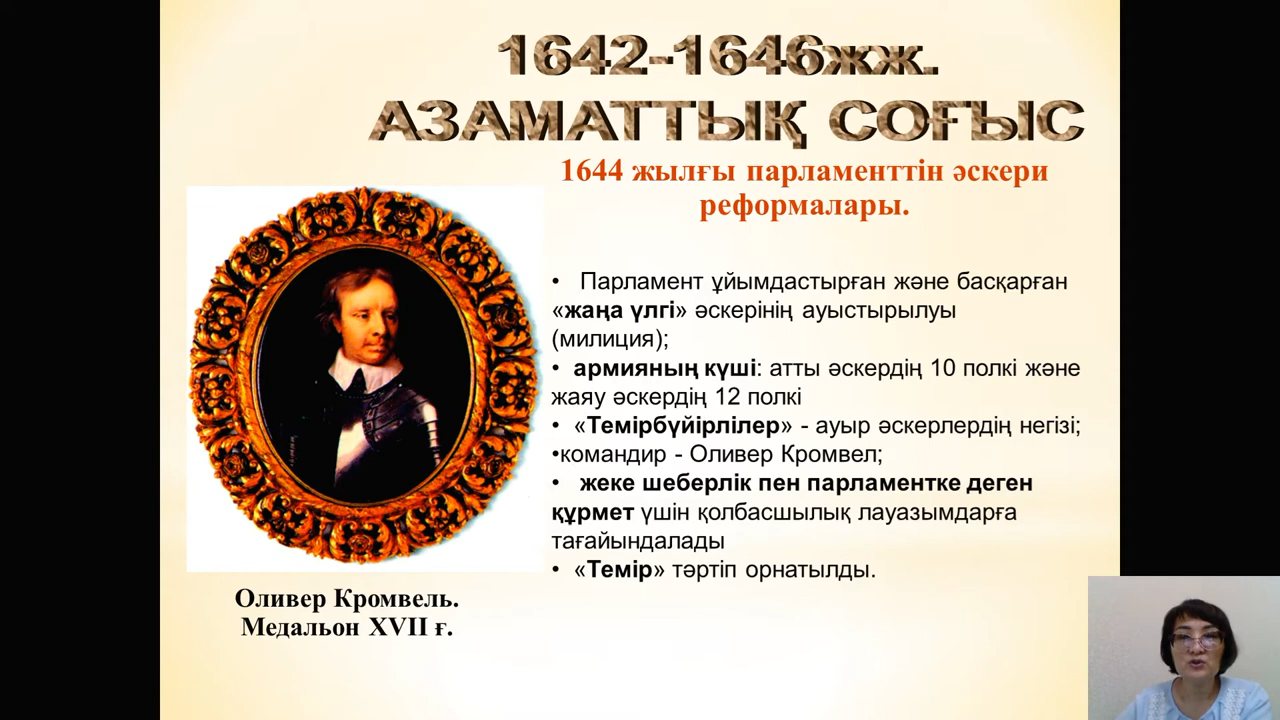 1642-1646жж.
АЗАМАТТЫҚ СОҒЫС
1644 жылғы парламенттін әскери
реформалары.
• Парламент ұйымдастырған және басқарған
«жаңа үлгі» әскерінің ауыстырылуы
(милиция);
• армияның күші: атты әскердің 10 полкі және
жаяу әскердің 12 полкі
• «Темірбүйірлілер» - ауыр әскерлердің негізі;
•командир - Оливер Кромвел;
• жеке шеберлік пен парламентке деген
құрмет үшін қолбасшылық лауазымдарға
тағайындалады
• «Темір» тәртіп орнатылды.
Оливер Кромвель.
Медальон XVII ғ.